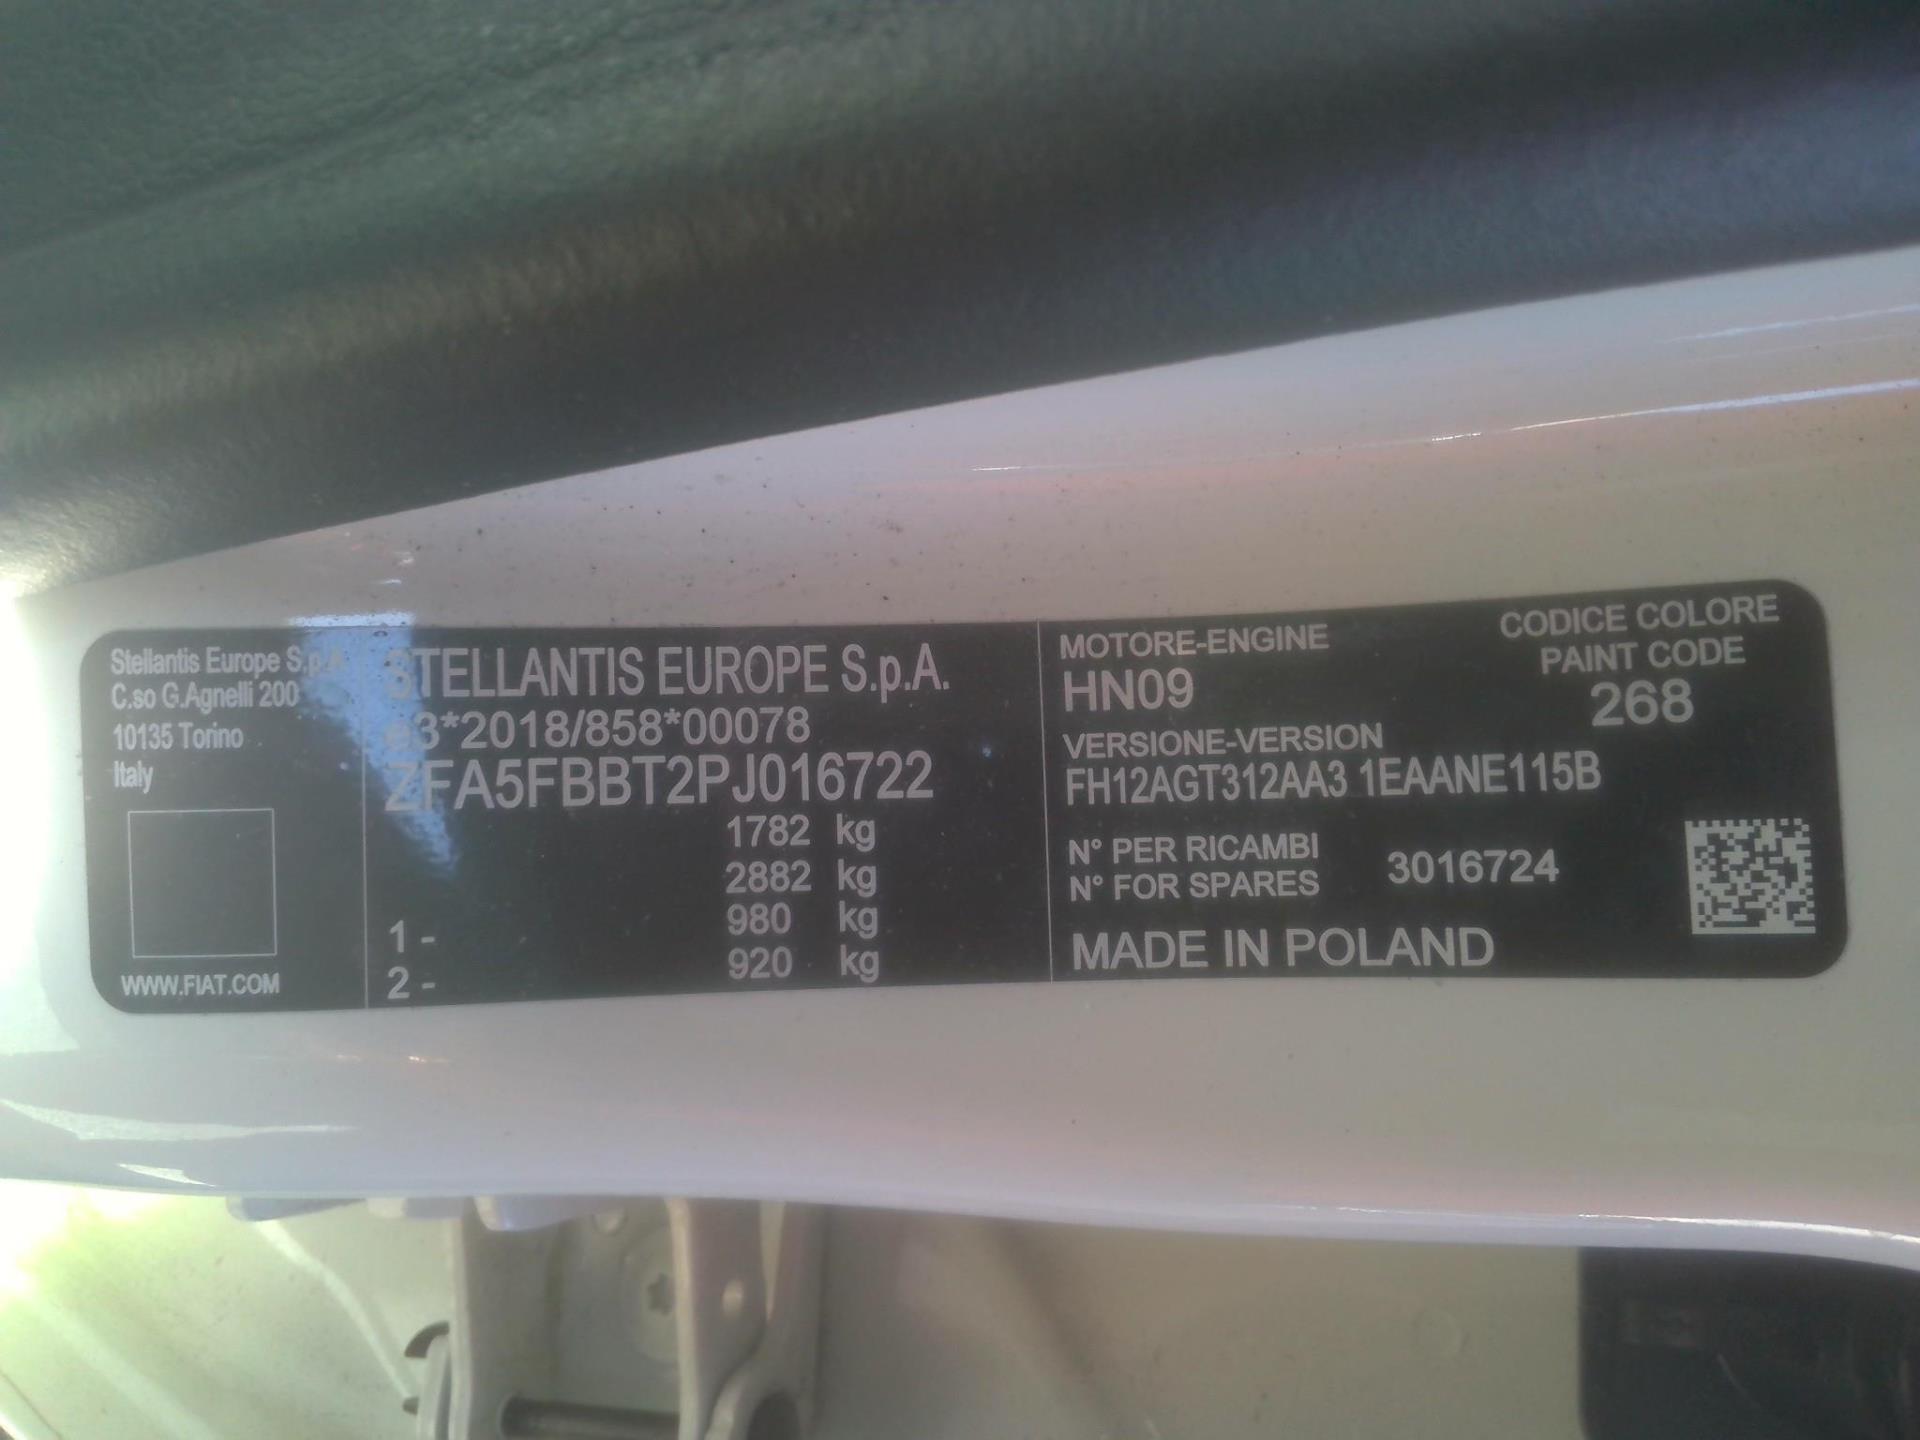 Stellantis Europe S.p.A
C.so G.Agnelli 200
10135 Torino
Italy
WWW.FIAT.COM
STELLANTIS EUROPE S.p.A.
e3*2018/858*00078
ZFA5FBBT2PJ016722
1782 kg
2882 kg
1 - 980 kg
2 - 920 kg
MOTORE-ENGINE
HN09
VERSIONE-VERSION
FH12AGT312AA3 1EAANE115B
N° PER RICAMBI
N° FOR SPARES
3016724
MADE IN POLAND
CODICE COLORE
PAINT CODE
268